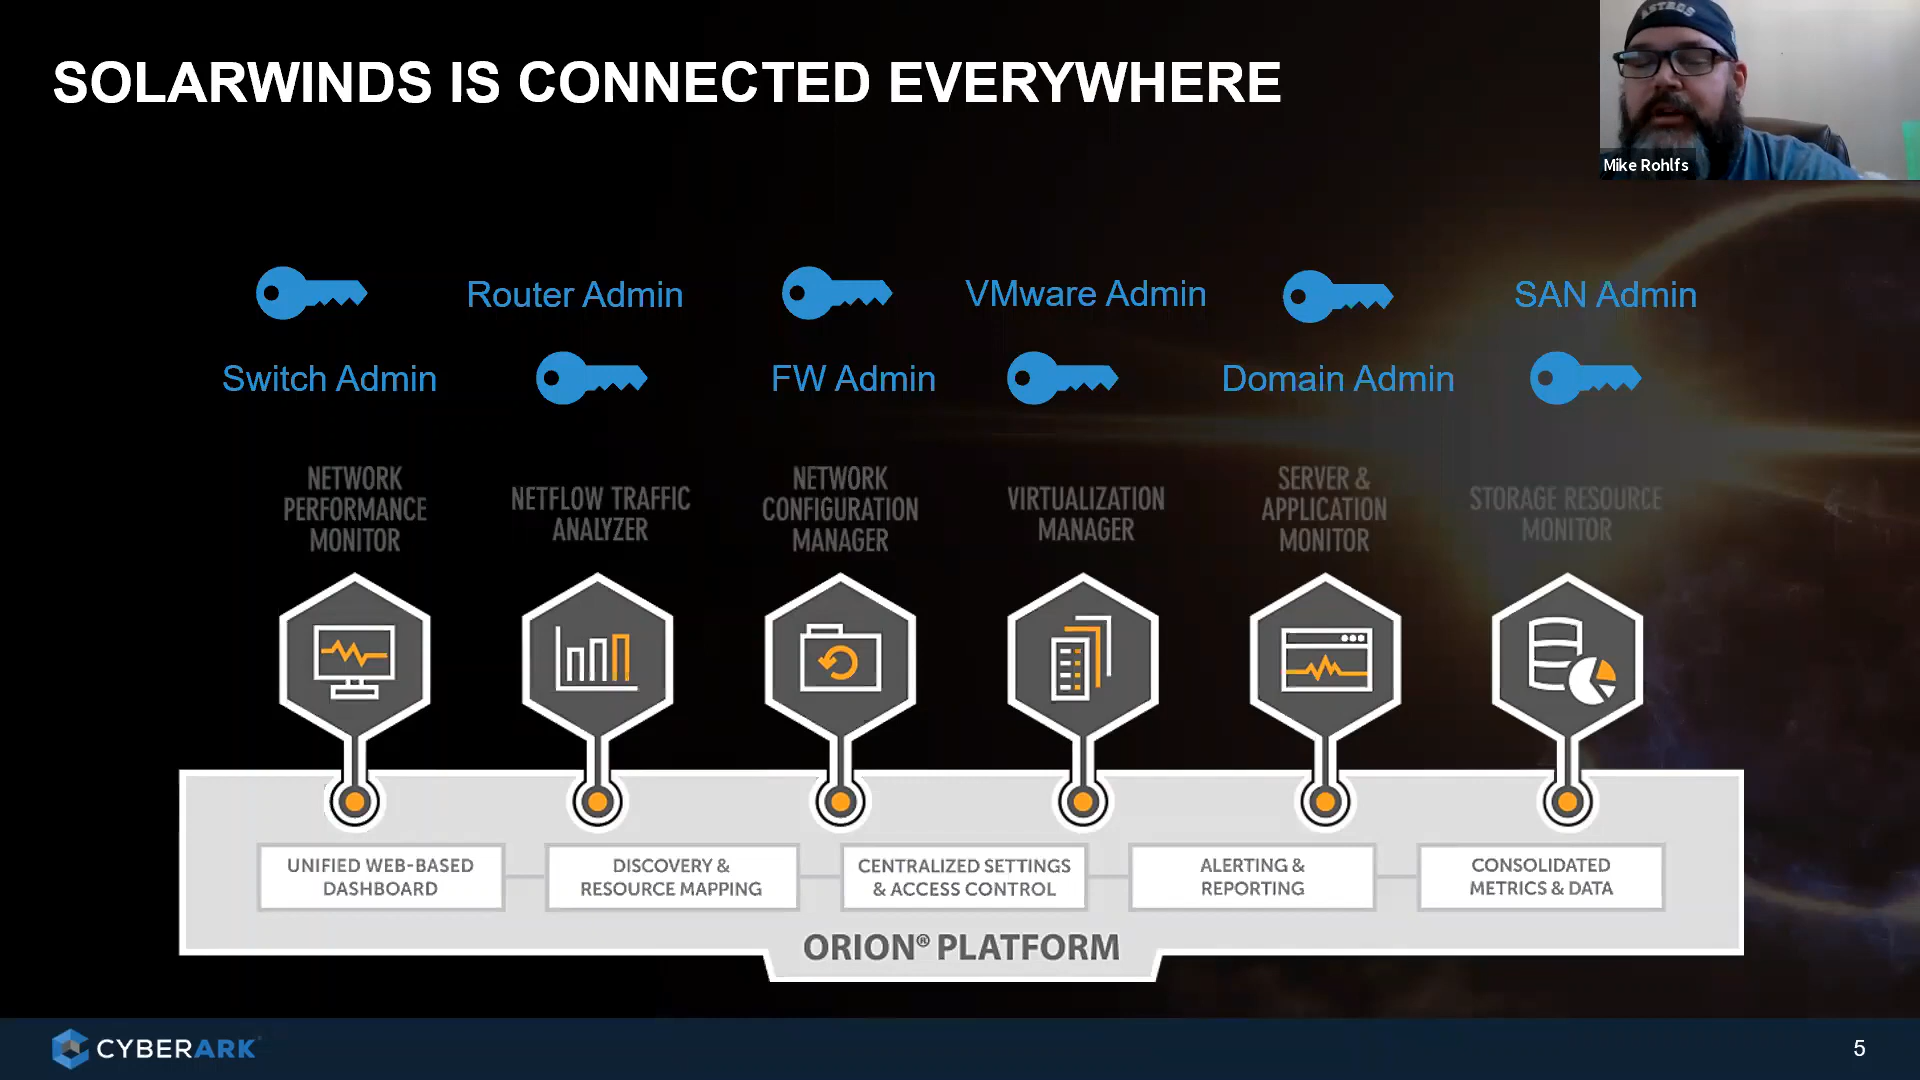 SOLARWINDS IS CONNECTED EVERYWHERE
ASTROS
Mike Rohlfs
Router Admin
VMware Admin
SAN Admin
Switch Admin
FW Admin
Domain Admin
NETWORK
PERFORMANCE
MONITOR
NETFLOW TRAFFIC
ANALYZER
NETWORK
CONFIGURATION
MANAGER
VIRTUALIZATION
MANAGER
SERVER &
APPLICATION
MONITOR
STORAGE RESOURCE
MONITOR
UNIFIED WEB-BASED
DASHBOARD
DISCOVERY &
RESOURCE MAPPING
CENTRALIZED SETTINGS
& ACCESS CONTROL
ALERTING &
REPORTING
CONSOLIDATED
METRICS & DATA
ORION® PLATFORM
CYBERARK
5